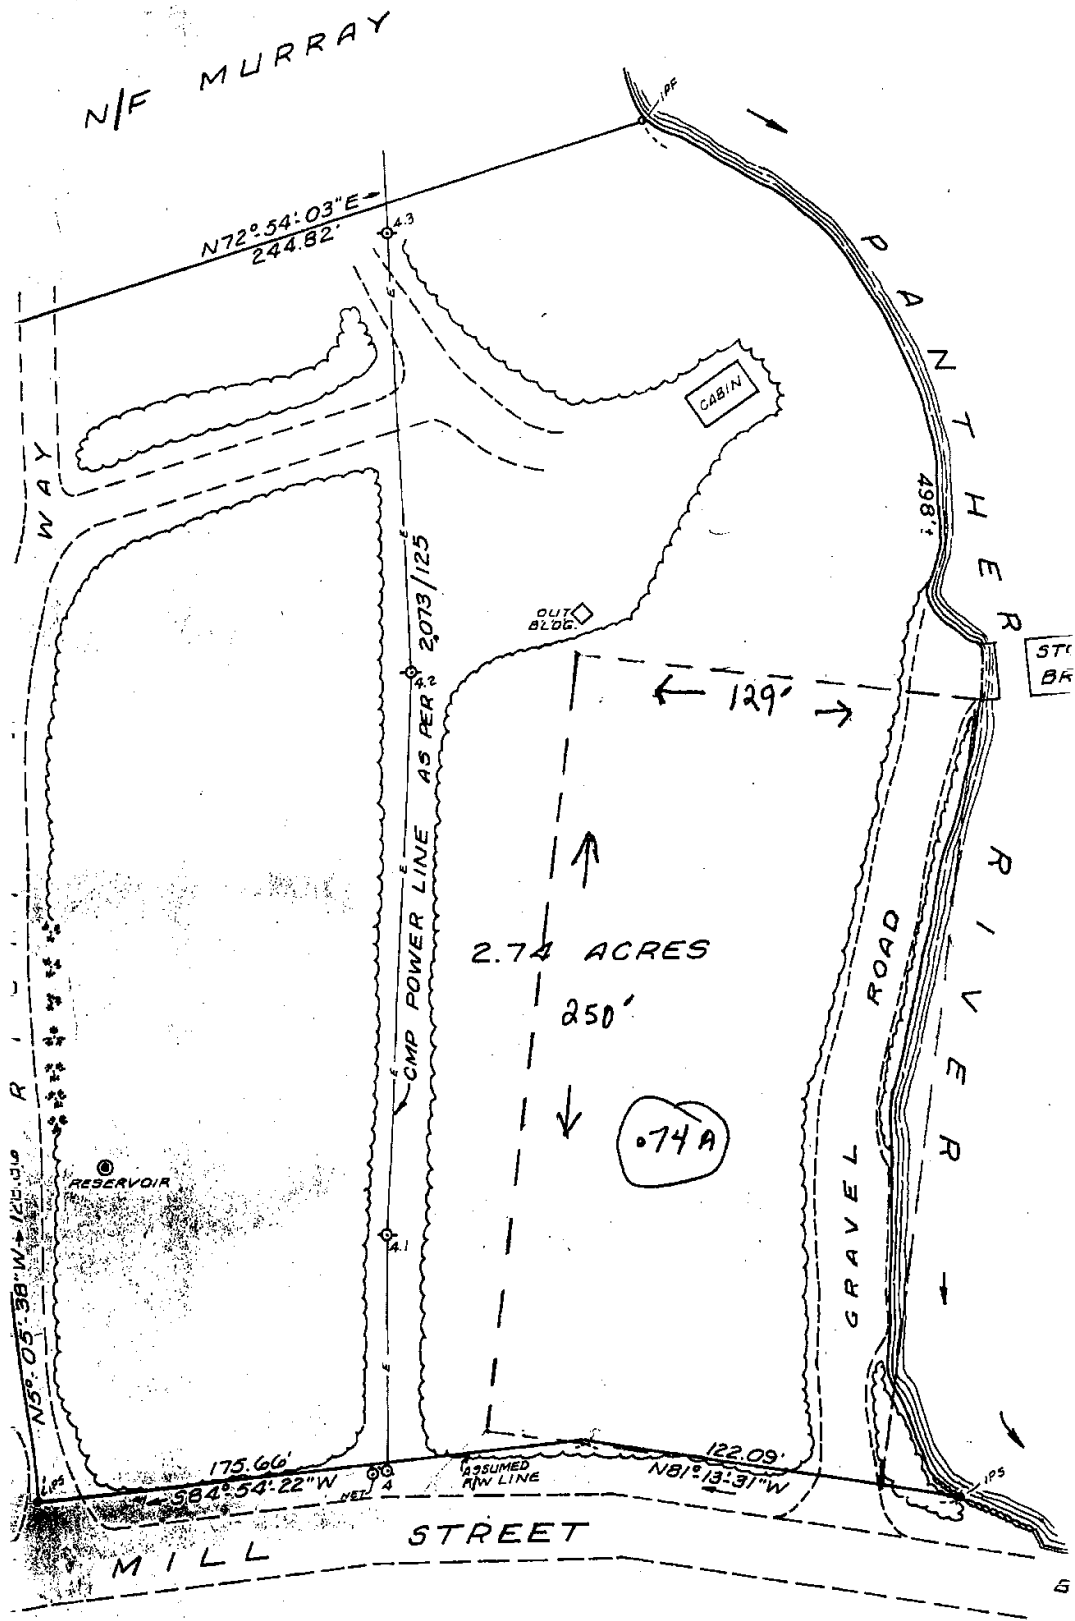 N/F MURRAY
IPF
N72°-54'-03"E
244.82'
4.3
PANTHER RIVER
CABIN
WAY
498'±
OUT
BLDG.
4.2
E
E
E
E
E
CMP POWER LINE AS PER 2073/125
129'
2.74 ACRES
250'
.74 A
ROAD
GRAVEL
RESERVOIR
4.1
N5°-05'-38"W
175.66'
S84°-54'-22"W
4
ASSUMED
R/W LINE
122.09'
N81°-13'-31"W
IPS
IPS
MILL STREET